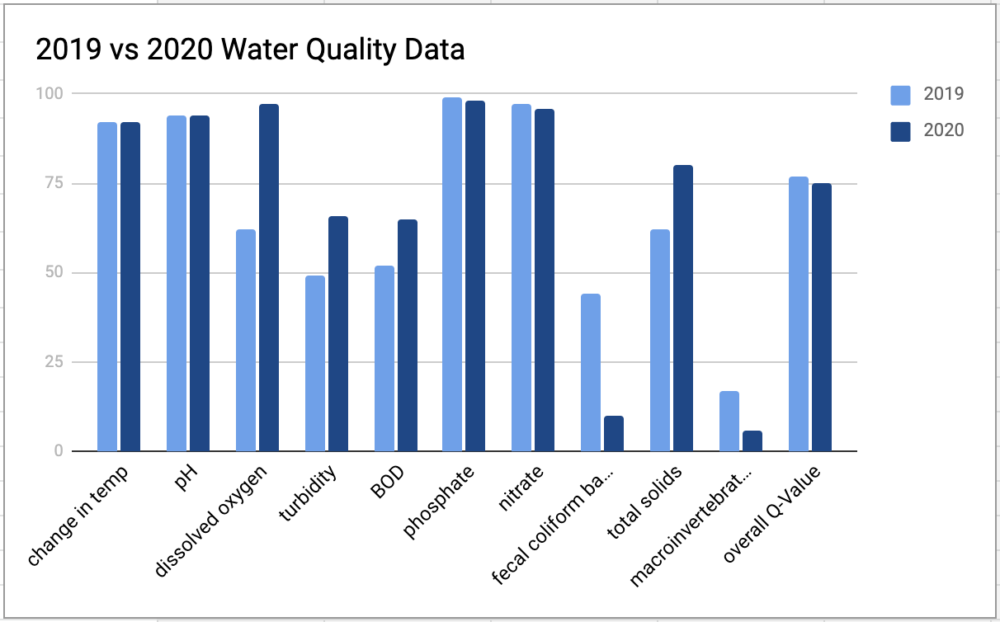 2019 vs 2020 Water Quality Data
100
75
50
25
0
2019
2020
change in temp
pH
dissolved oxygen
turbidity
BOD
phosphate
nitrate
fecal coliform ba...
total solids
macroinvertebrat...
overall Q-Value